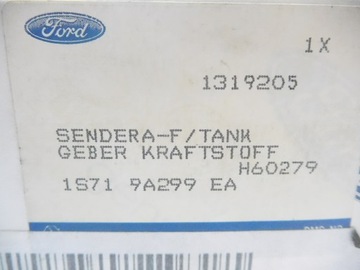 Ford
1X
1319205
SENDERA-F/TANK
GEBER KRAFTSTOFF
H60279
1S71 9A299 EA